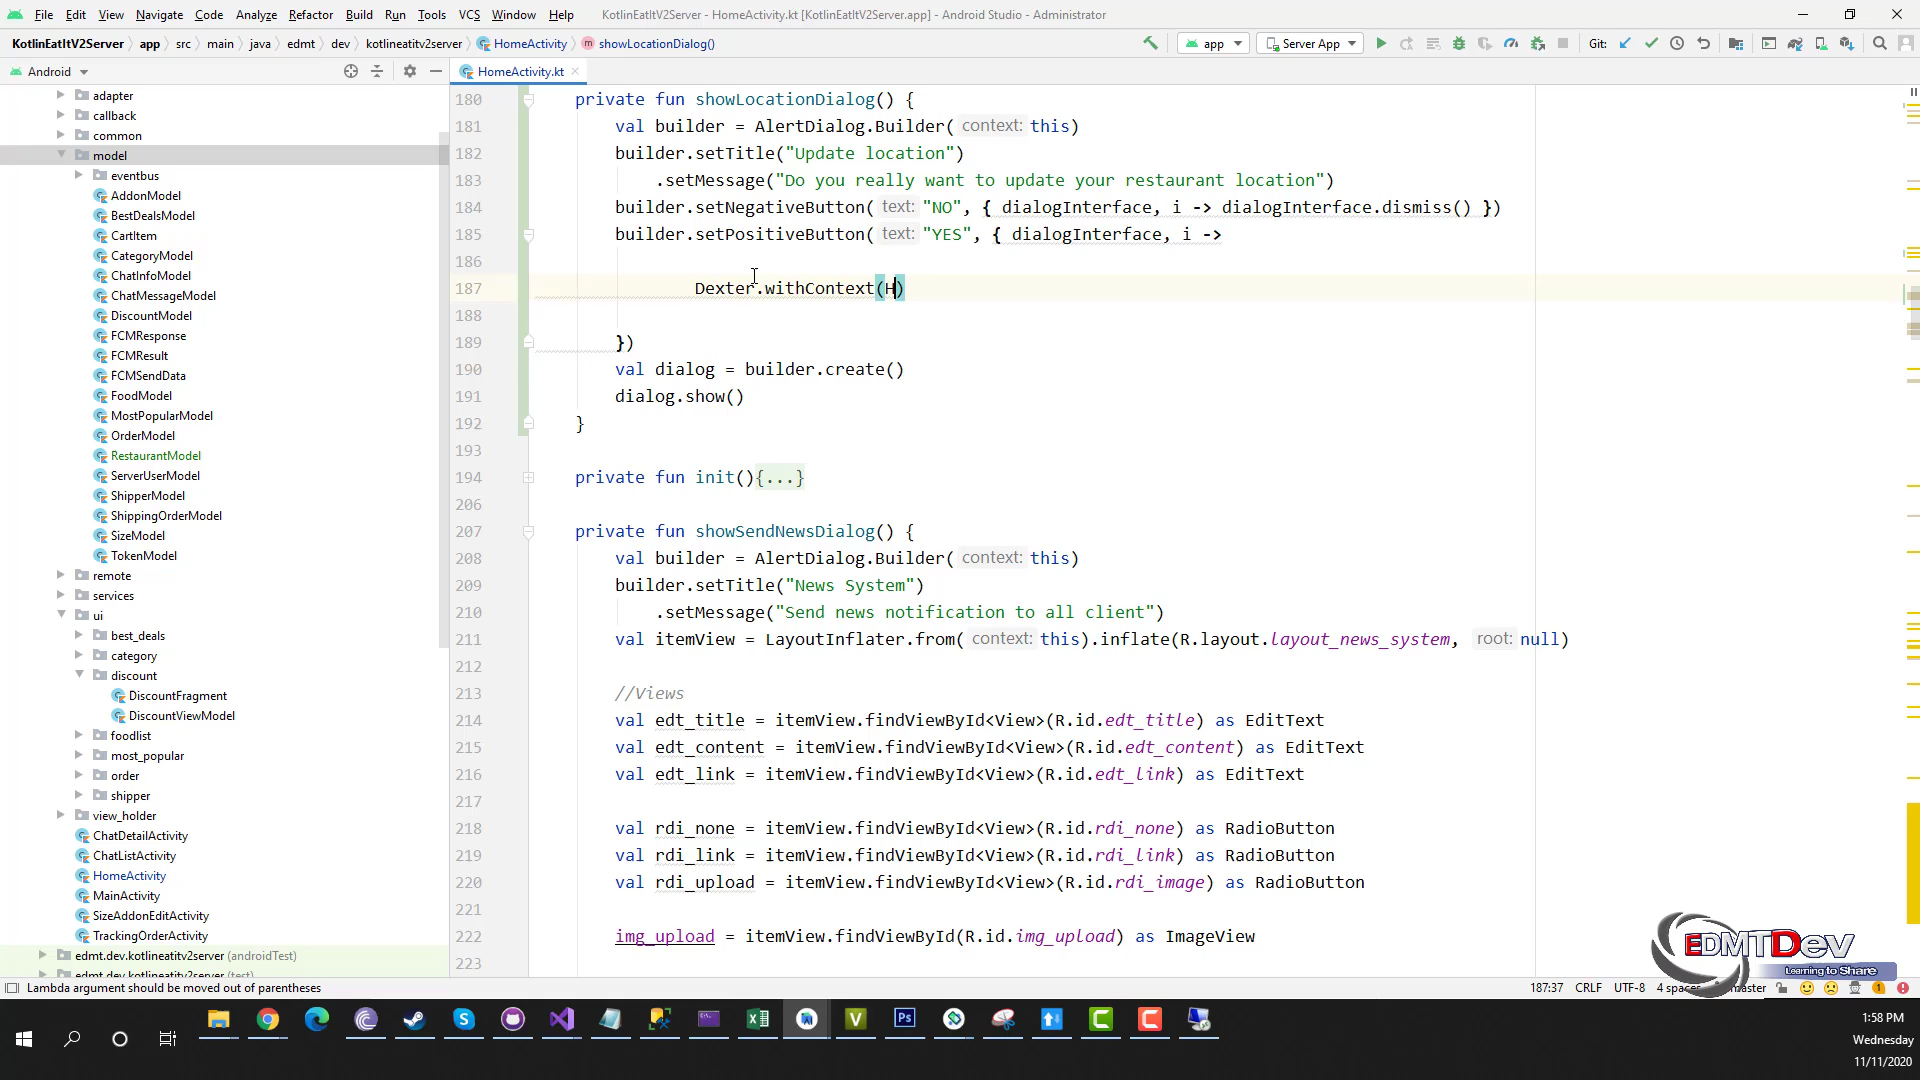 File Edit View Navigate Code Analyze Refactor Build Run Tools VCS Window Help KotlinEatItV2Server - HomeActivity.kt [KotlinEatItV2Server.app] - Android Studio - Administrator
KotlinEatItV2Server app src main java edmt dev kotlineatitv2server HomeActivity showLocationDialog() app Server App Git:
Android
HomeActivity.kt
adapter
callback
common
model
eventbus
AddonModel
BestDealsModel
CartItem
CategoryModel
ChatInfoModel
ChatMessageModel
DiscountModel
FCMResponse
FCMResult
FCMSendData
FoodModel
MostPopularModel
OrderModel
RestaurantModel
ServerUserModel
ShipperModel
ShippingOrderModel
SizeModel
TokenModel
remote
services
ui
best_deals
category
discount
DiscountFragment
DiscountViewModel
foodlist
most_popular
order
shipper
view_holder
ChatDetailActivity
ChatListActivity
HomeActivity
MainActivity
SizeAddonEditActivity
TrackingOrderActivity
edmt.dev.kotlineatitv2server (androidTest)
edmt.dev.kotlineatitv2server (test)
180 private fun showLocationDialog() {
181 val builder = AlertDialog.Builder( context: this)
182 builder.setTitle("Update location")
183 .setMessage("Do you really want to update your restaurant location")
184 builder.setNegativeButton( text: "NO", { dialogInterface, i -> dialogInterface.dismiss() })
185 builder.setPositiveButton( text: "YES", { dialogInterface, i ->
186
187 Dexter.withContext(H)
188
189 })
190 val dialog = builder.create()
191 dialog.show()
192 }
193
194 private fun init(){...}
206
207 private fun showSendNewsDialog() {
208 val builder = AlertDialog.Builder( context: this)
209 builder.setTitle("News System")
210 .setMessage("Send news notification to all client")
211 val itemView = LayoutInflater.from( context: this).inflate(R.layout.layout_news_system, root: null)
212
213 //Views
214 val edt_title = itemView.findViewById<View>(R.id.edt_title) as EditText
215 val edt_content = itemView.findViewById<View>(R.id.edt_content) as EditText
216 val edt_link = itemView.findViewById<View>(R.id.edt_link) as EditText
217
218 val rdi_none = itemView.findViewById<View>(R.id.rdi_none) as RadioButton
219 val rdi_link = itemView.findViewById<View>(R.id.rdi_link) as RadioButton
220 val rdi_upload = itemView.findViewById<View>(R.id.rdi_image) as RadioButton
221
222 img_upload = itemView.findViewById(R.id.img_upload) as ImageView
223
EDMTDev
Learning to Share
Lambda argument should be moved out of parentheses 187:37 CRLF UTF-8 4 spaces master
1:58 PM
Wednesday
11/11/2020